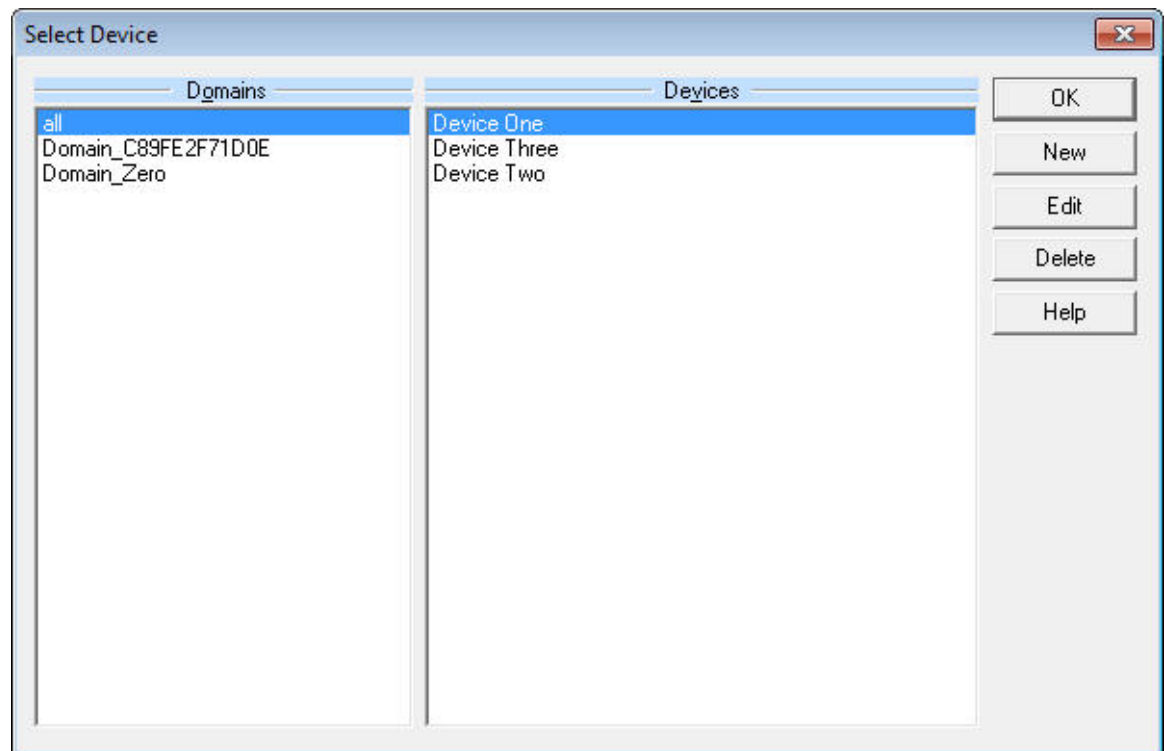 Select Device
Domains
all
Domain_C89FE2F71D0E
Domain_Zero
Devices
Device One
Device Three
Device Two
OK
New
Edit
Delete
Help